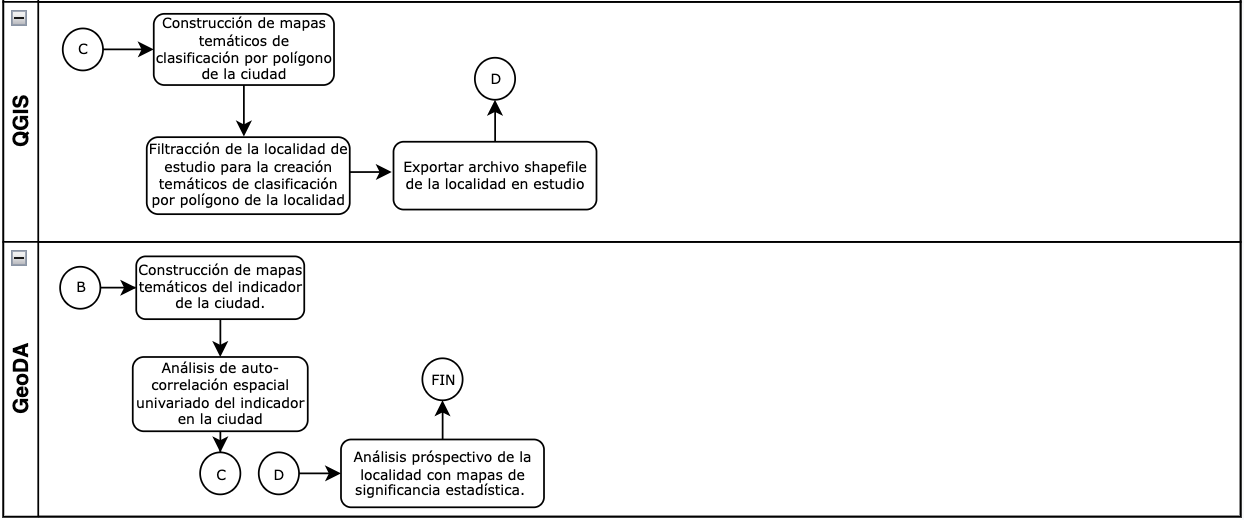 QGIS
C
Construcción de mapas
temáticos de
clasificación por polígono
de la ciudad
D
Filtracción de la localidad de
estudio para la creación
temáticos de clasificación
por polígono de la localidad
Exportar archivo shapefile
de la localidad en estudio
GeoDA
B
Construcción de mapas
temáticos del indicador
de la ciudad.
Análisis de auto-
correlación espacial
univariado del indicador
en la ciudad
C
D
Análisis próspectivo de la
localidad con mapas de
significancia estadística.
FIN